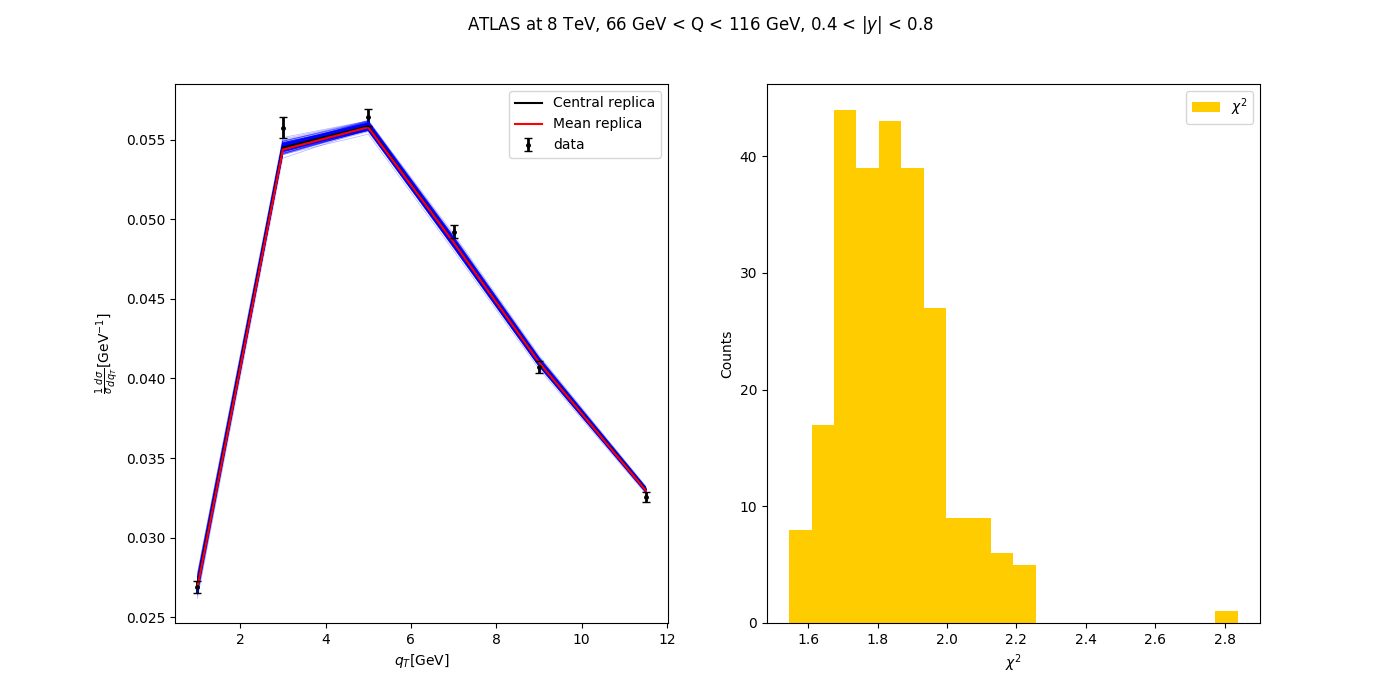 ATLAS at 8 TeV, 66 GeV < Q < 116 GeV, 0.4 < |y| < 0.8
Central replica
Mean replica
data
0.055
0.050
0.045
0.040
0.035
0.030
0.025
1/σ dσ/dq_T [GeV⁻¹]
2 4 6 8 10 12
q_T [GeV]
χ²
40
30
20
10
0
Counts
1.6 1.8 2.0 2.2 2.4 2.6 2.8
χ²